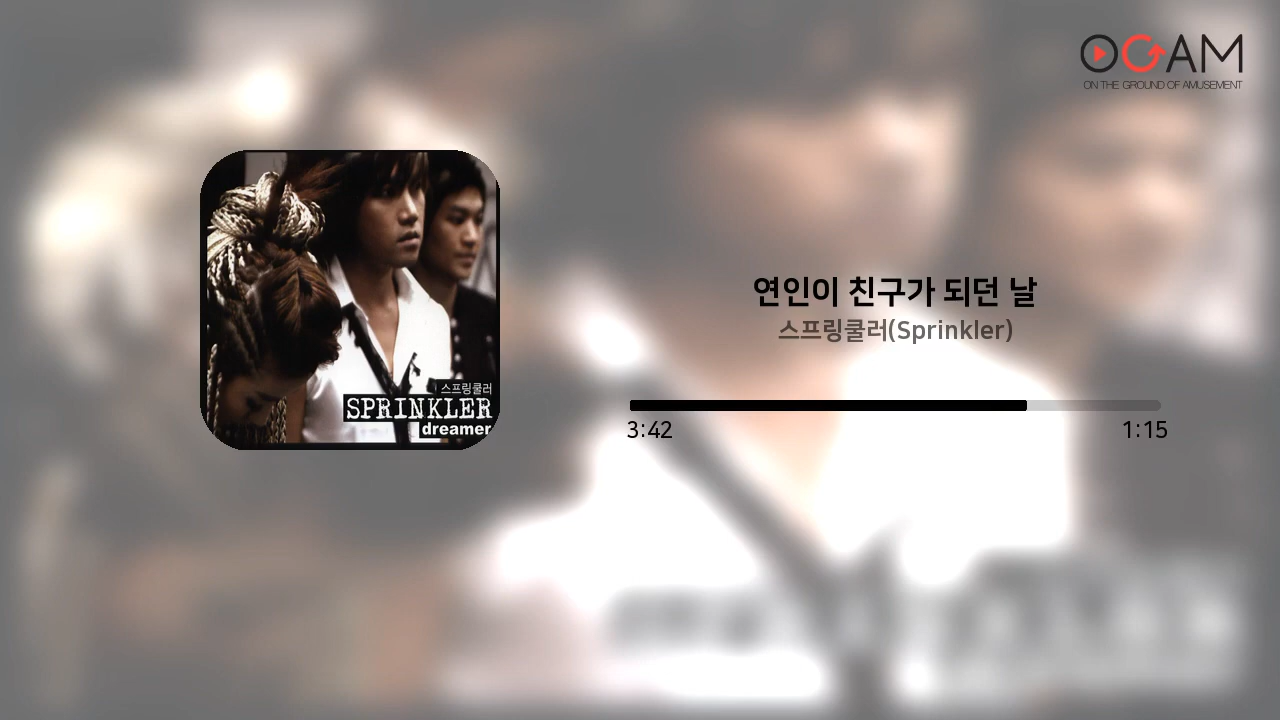 OGAM
ON THE GROUND OF AMUSEMENT
스프링쿨러
SPRINKLER
dreamer
연인이 친구가 되던 날
스프링쿨러(Sprinkler)
3:42
1:15